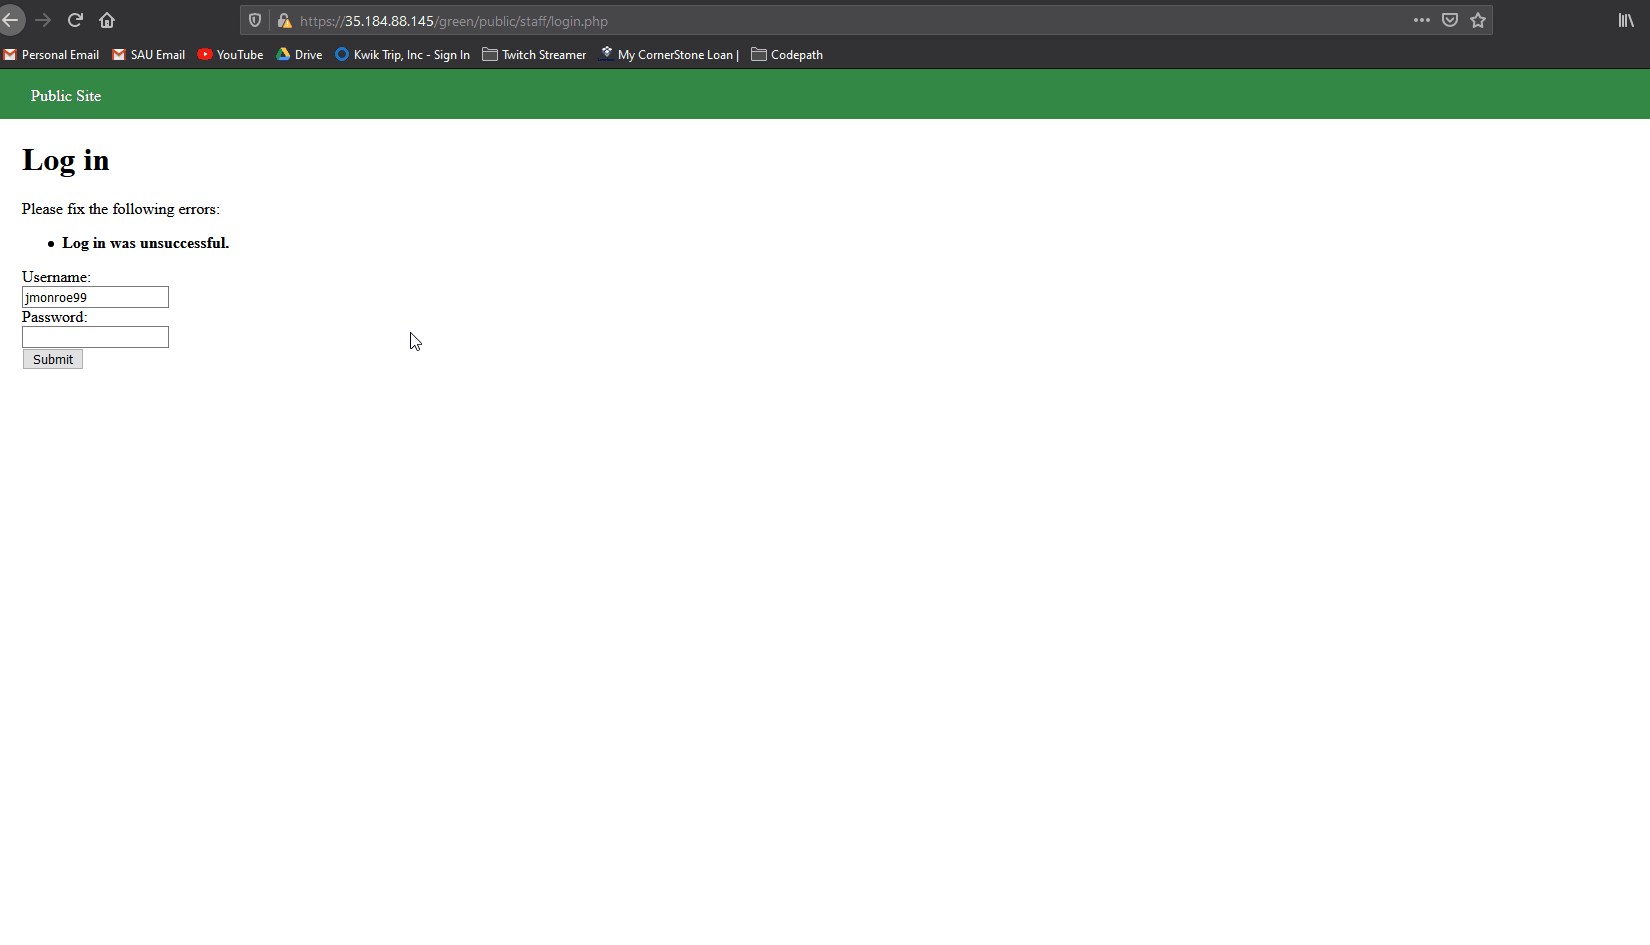 https://35.184.88.145/green/public/staff/login.php
Personal Email SAU Email YouTube Drive Kwik Trip, Inc - Sign In Twitch Streamer My CornerStone Loan | Codepath
Public Site
Log in
Please fix the following errors:
Log in was unsuccessful.
Username:
jmonroe99
Password:
Submit